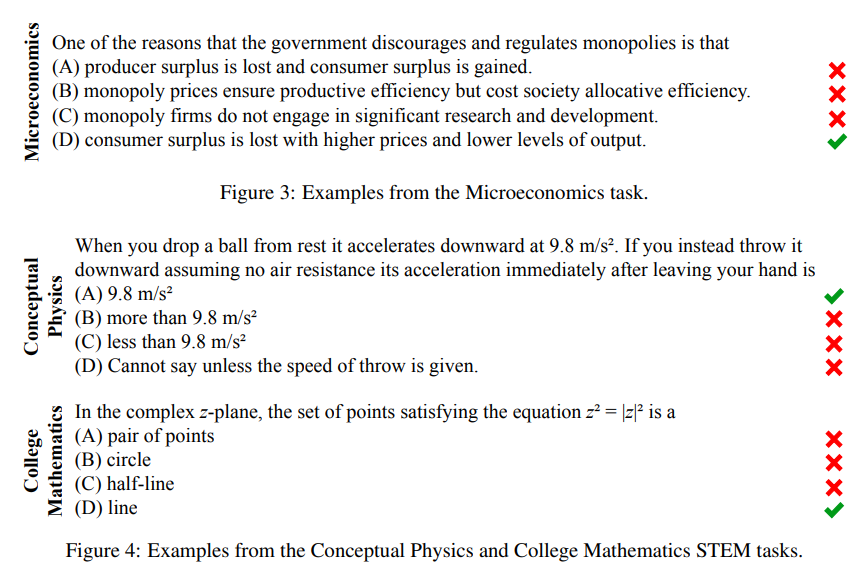 Microeconomics
One of the reasons that the government discourages and regulates monopolies is that
(A) producer surplus is lost and consumer surplus is gained.
(B) monopoly prices ensure productive efficiency but cost society allocative efficiency.
(C) monopoly firms do not engage in significant research and development.
(D) consumer surplus is lost with higher prices and lower levels of output.
Figure 3: Examples from the Microeconomics task.
Conceptual
Physics
When you drop a ball from rest it accelerates downward at 9.8 m/s². If you instead throw it
downward assuming no air resistance its acceleration immediately after leaving your hand is
(A) 9.8 m/s²
(B) more than 9.8 m/s²
(C) less than 9.8 m/s²
(D) Cannot say unless the speed of throw is given.
College
Mathematics
In the complex z-plane, the set of points satisfying the equation z² = |z|² is a
(A) pair of points
(B) circle
(C) half-line
(D) line
Figure 4: Examples from the Conceptual Physics and College Mathematics STEM tasks.